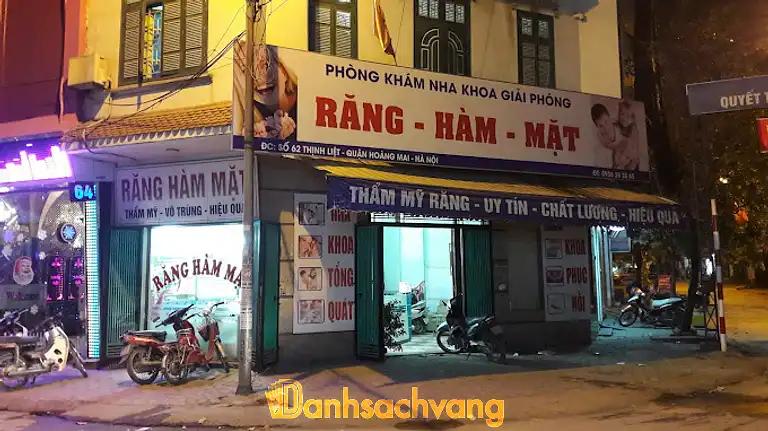 PHÒNG KHÁM NHA KHOA GIẢI PHÓNG
RĂNG - HÀM - MẶT
ĐC: SỐ 62 THỊNH LIỆT - QUẬN HOÀNG MAI - HÀ NỘI
QUYẾT
64
RĂNG HÀM MẶT
THẨM MỸ - VÔ TRÙNG - HIỆU QUẢ
THẨM MỸ RĂNG - UY TÍN - CHẤT LƯỢNG - HIỆU QUẢ
RĂNG HÀM MẶ
NHA
KHOA
TỔNG
QUÁT
KHOA
PHỤC
HỒI
Danhsachvang